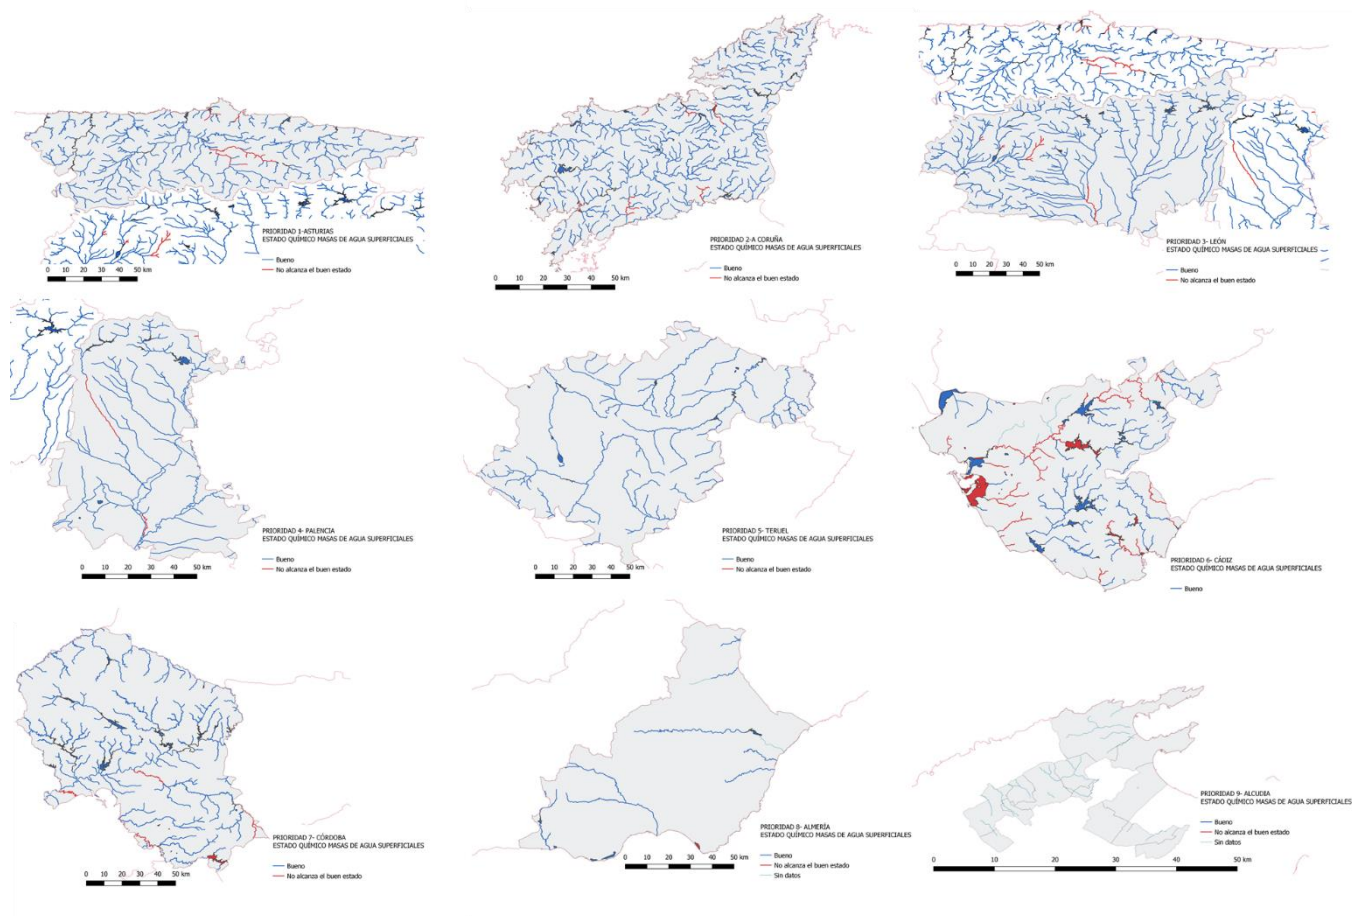 PRIORIDAD 1-ASTURIAS
ESTADO QUÍMICO MASAS DE AGUA SUPERFICIALES
Bueno
No alcanza el buen estado
0 10 20 30 40 50 km
PRIORIDAD 2-A CORUÑA
ESTADO QUÍMICO MASAS DE AGUA SUPERFICIALES
Bueno
No alcanza el buen estado
0 10 20 30 40 50 km
PRIORIDAD 3- LEÓN
ESTADO QUÍMICO MASAS DE AGUA SUPERFICIALES
Bueno
No alcanza el buen estado
0 10 20 30 40 50 km
PRIORIDAD 4- PALENCIA
ESTADO QUÍMICO MASAS DE AGUA SUPERFICIALES
Bueno
No alcanza el buen estado
0 10 20 30 40 50 km
PRIORIDAD 5- TERUEL
ESTADO QUÍMICO MASAS DE AGUA SUPERFICIALES
Bueno
No alcanza el buen estado
0 10 20 30 40 50 km
PRIORIDAD 6- CÁDIZ
ESTADO QUÍMICO MASAS DE AGUA SUPERFICIALES
Bueno
PRIORIDAD 7- CÓRDOBA
ESTADO QUÍMICO MASAS DE AGUA SUPERFICIALES
Bueno
No alcanza el buen estado
0 10 20 30 40 50 km
PRIORIDAD 8- ALMERÍA
ESTADO QUÍMICO MASAS DE AGUA SUPERFICIALES
Bueno
No alcanza el buen estado
Sin datos
0 10 20 30 40 50 km
PRIORIDAD 9- ALCUDIA
ESTADO QUÍMICO MASAS DE AGUA SUPERFICIALES
Bueno
No alcanza el buen estado
Sin datos
0 10 20 30 40 50 km